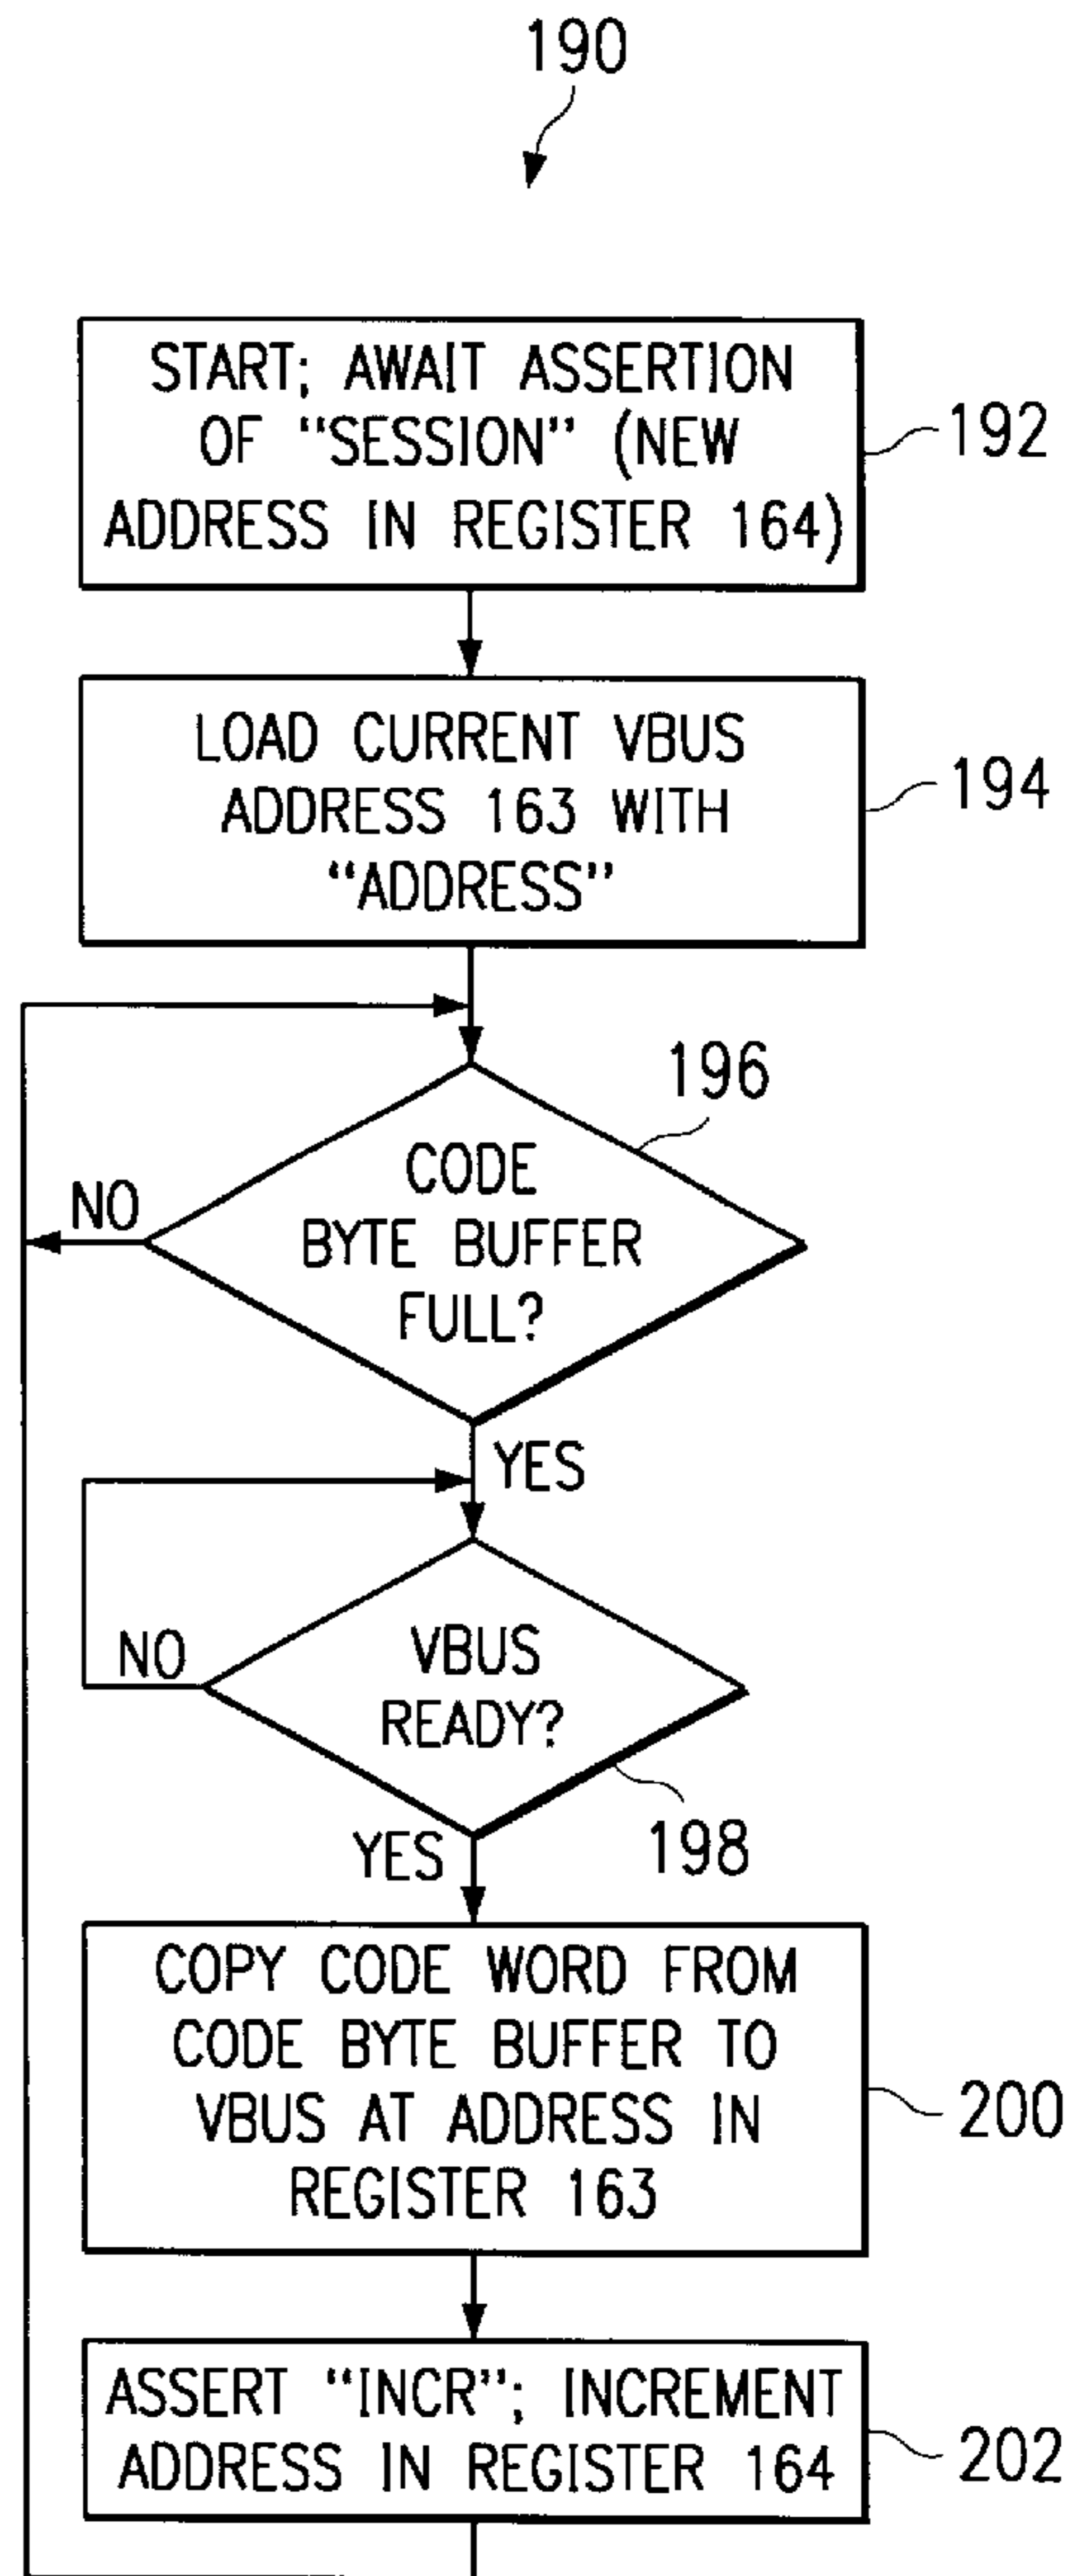 190
START; AWAIT ASSERTION
OF "SESSION" (NEW
ADDRESS IN REGISTER 164)
192
LOAD CURRENT VBUS
ADDRESS 163 WITH
"ADDRESS"
194
196
CODE
BYTE BUFFER
FULL?
NO
YES
VBUS
READY?
NO
198
YES
COPY CODE WORD FROM
CODE BYTE BUFFER TO
VBUS AT ADDRESS IN
REGISTER 163
200
ASSERT "INCR"; INCREMENT
ADDRESS IN REGISTER 164
202